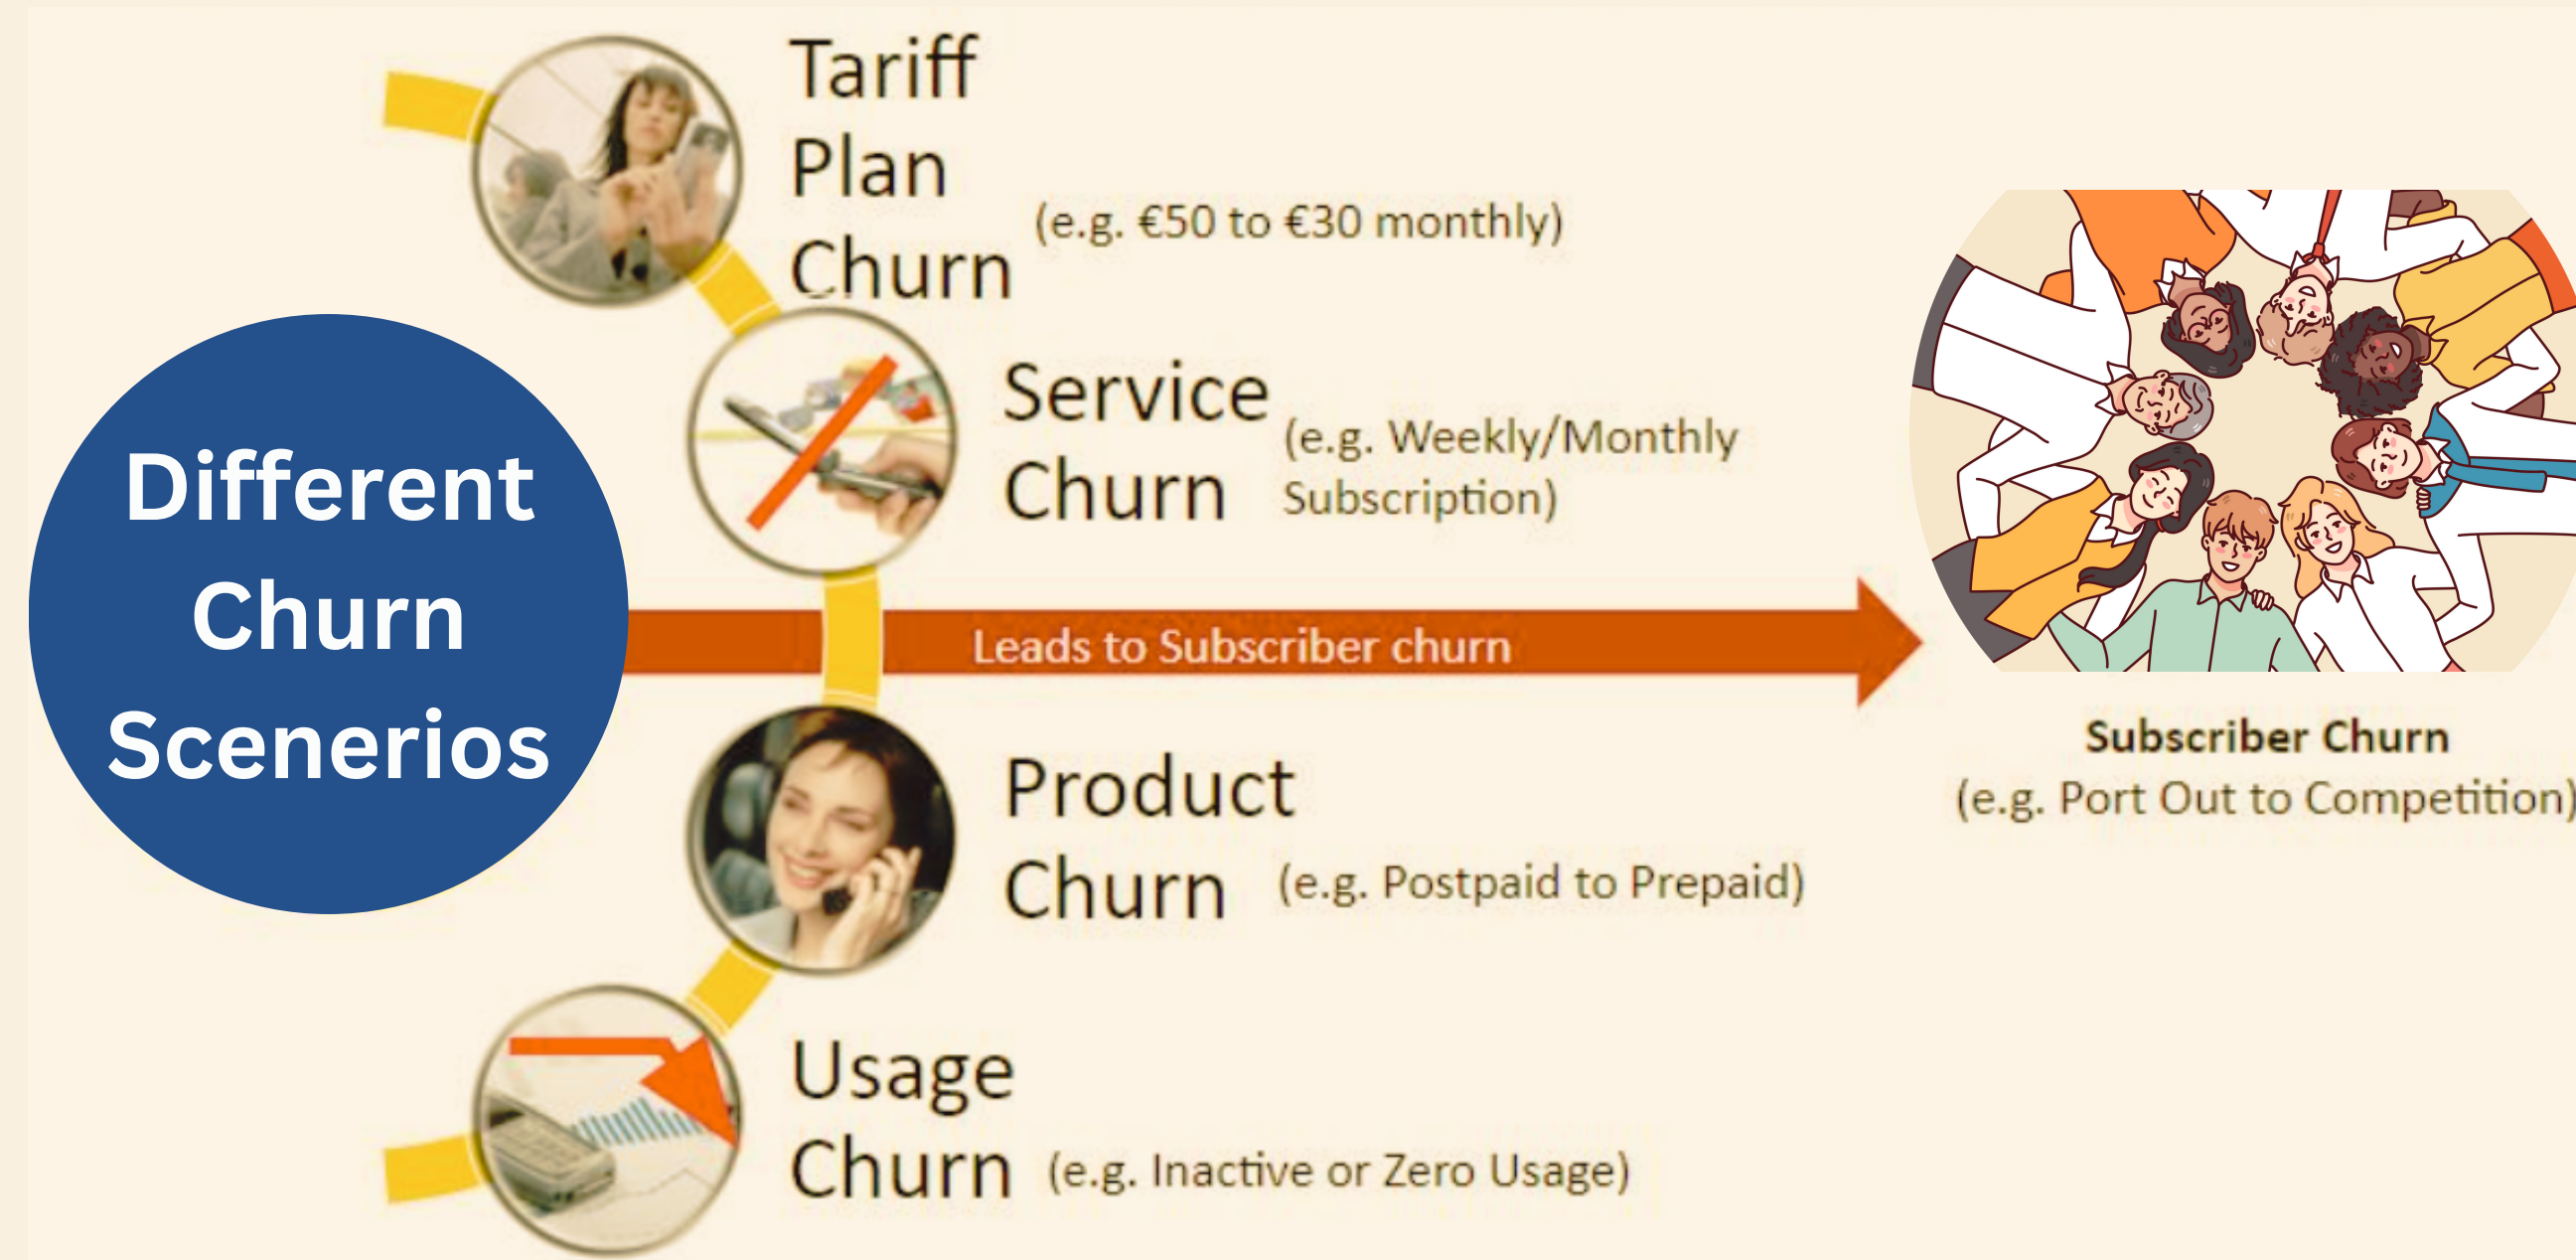 Different
Churn
Scenerios
Tariff
Plan
Churn
(e.g. €50 to €30 monthly)
Service
Churn
(e.g. Weekly/Monthly
Subscription)
Leads to Subscriber churn
Product
Churn
(e.g. Postpaid to Prepaid)
Usage
Churn
(e.g. Inactive or Zero Usage)
Subscriber Churn
(e.g. Port Out to Competition)